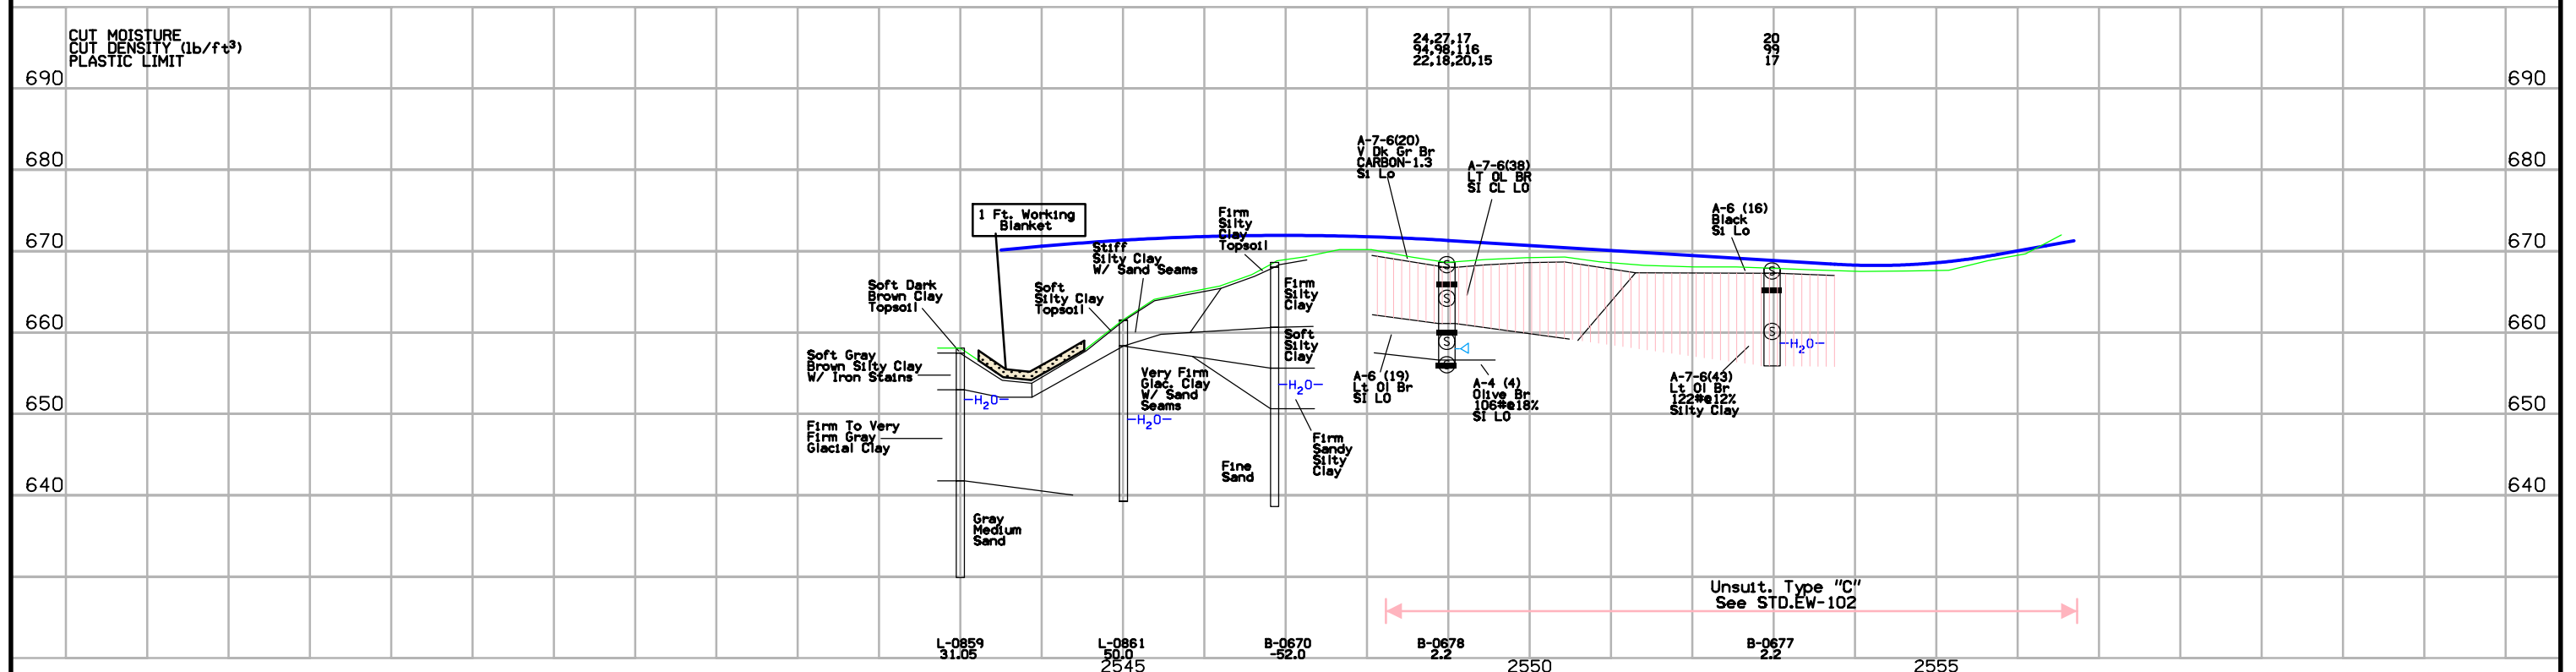 CUT MOISTURE
CUT DENSITY (lb/ft³)
PLASTIC LIMIT
24,27,17
94,98,116
22,18,20,15
20
99
17
690
690
680
680
670
670
660
660
650
650
640
640
A-7-6(20)
V Dk Gr Br
CARBON-1.3
Si Lo
A-7-6(38)
LT OL BR
SI CL LO
A-6 (16)
Black
Si Lo
1 Ft. Working
Blanket
Firm
Silty
Clay
Topsoil
Stiff
Silty Clay
W/ Sand Seams
Soft Dark
Brown Clay
Topsoil
Soft
Silty Clay
Topsoil
Firm
Silty
Clay
Soft
Silty
Clay
Soft Gray
Brown Silty Clay
W/ Iron Stains
Very Firm
Glac. Clay
W/ Sand
Seams
-H₂O-
-H₂O-
-H₂O-
-H₂O-
S
S
S
S
S
A-6 (19)
Lt Ol Br
SI LO
A-4 (4)
Olive Br
106#@18%
SI LO
A-7-6(43)
Lt Ol Br
122#@12%
Silty Clay
Firm To Very
Firm Gray
Glacial Clay
Fine
Sand
Firm
Sandy
Silty
Clay
Gray
Medium
Sand
Unsuit. Type "C"
See STD.EW-102
L-0859
31.05
L-0861
50.0
B-0670
-52.0
B-0678
2.2
B-0677
2.2
2545
2550
2555